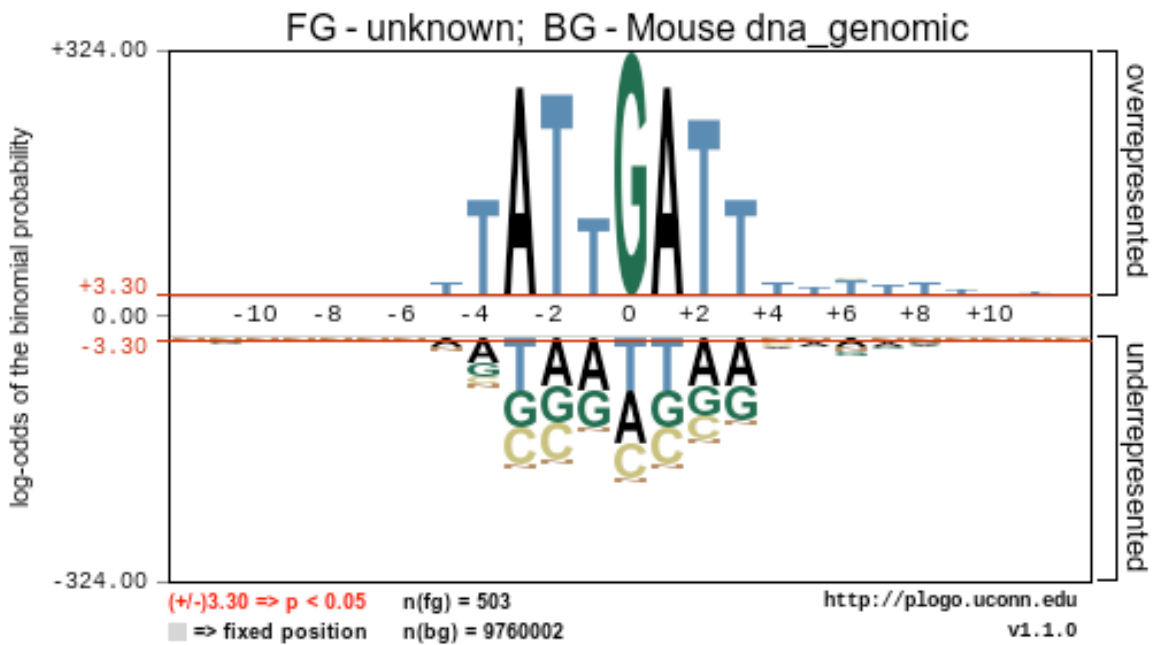 FG - unknown; BG - Mouse dna_genomic
+324.00
+3.30
0.00
-3.30
-324.00
log-odds of the binomial probability
overrepresented
underrepresented
-10 -8 -6 -4 -2 0 +2 +4 +6 +8 +10
T A T T G A T T
A T A A T T A A
G G G G A G G G
C C C C C
(+/-)3.30 => p < 0.05 n(fg) = 503 http://plogo.uconn.edu
=> fixed position n(bg) = 9760002 v1.1.0